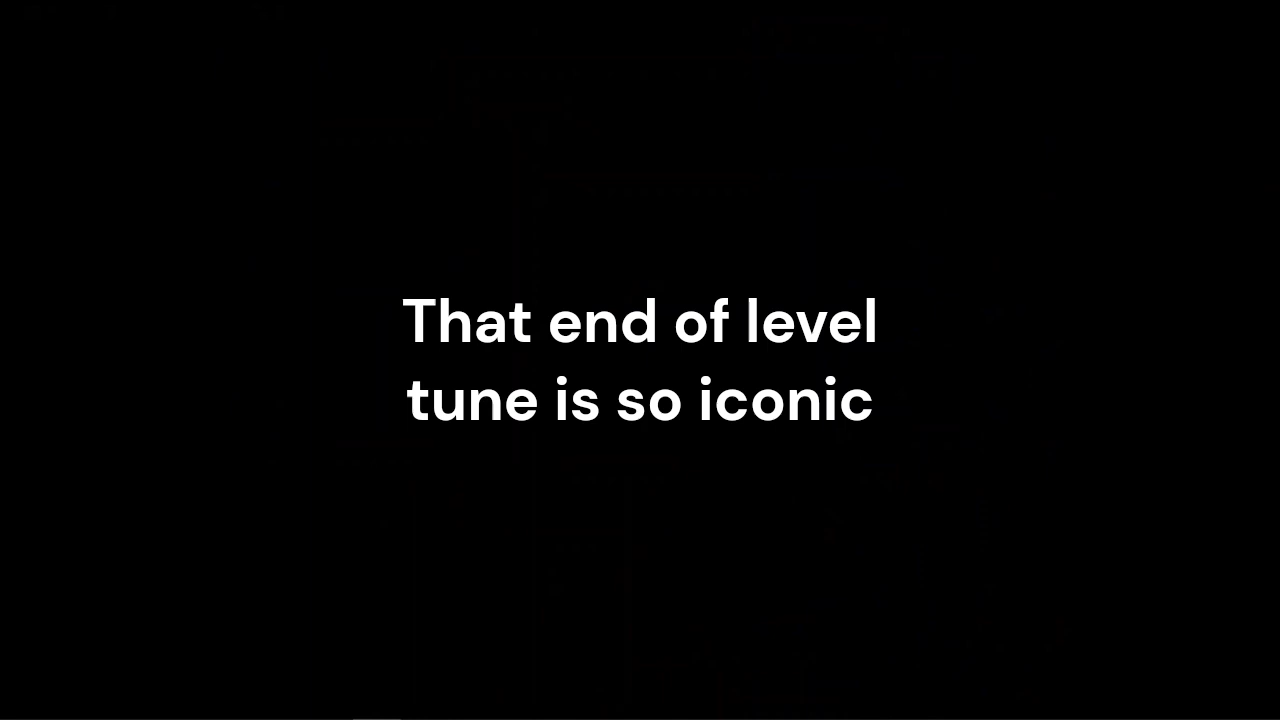 That end of level
tune is so iconic